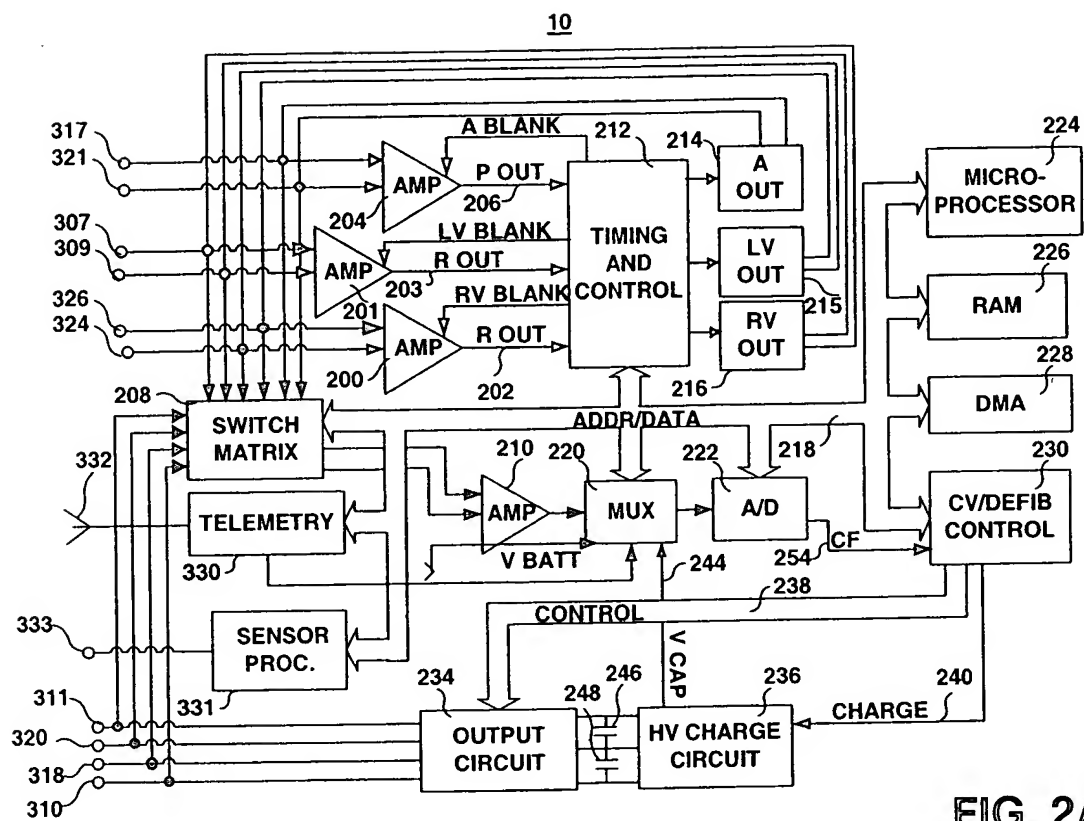 10
317
321
307
309
326
324
A BLANK
AMP
204
P OUT
206
LV BLANK
AMP
201
R OUT
203
RV BLANK
AMP
200
R OUT
202
212
TIMING
AND
CONTROL
214
A
OUT
LV
OUT
215
RV
OUT
216
224
MICRO-
PROCESSOR
226
RAM
228
DMA
218
230
CV/DEFIB
CONTROL
208
SWITCH
MATRIX
ADDR/DATA
332
TELEMETRY
330
210
AMP
220
MUX
222
A/D
CF
254
V BATT
244
238
CONTROL
333
SENSOR
PROC.
331
311
320
318
310
234
OUTPUT
CIRCUIT
248
246
V CAP
236
HV CHARGE
CIRCUIT
CHARGE
240